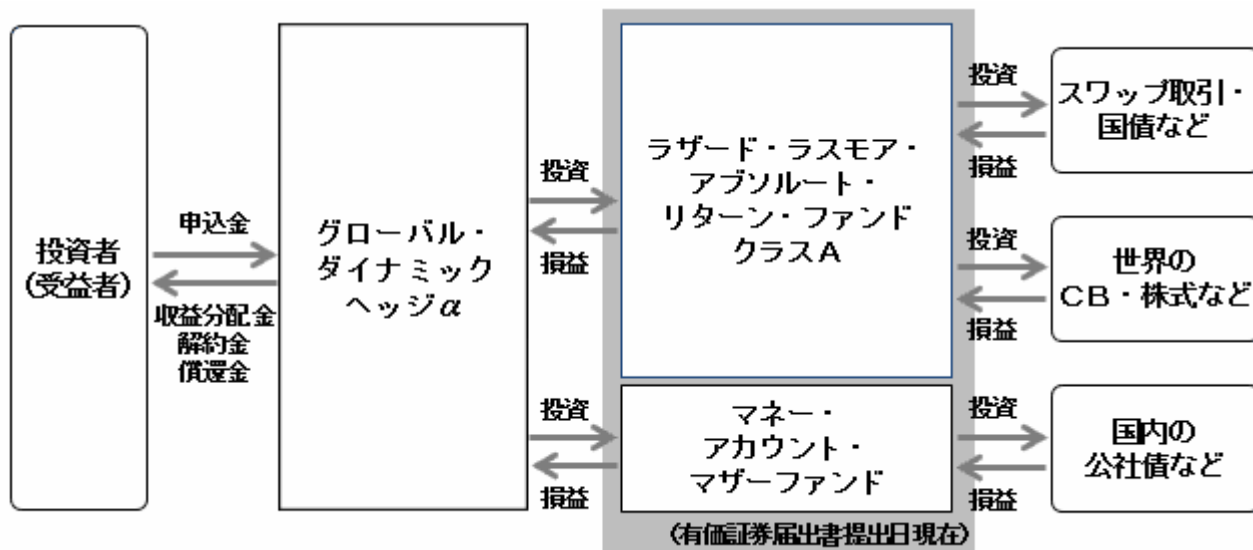 投資者
(受益者)
申込金
収益分配金
解約金
償還金
グローバル・
ダイナミック
ヘッジα
投資
損益
投資
損益
ラザード・ラスモア・
アブソルート・
リターン・ファンド
クラスA
マネー・
アカウント・
マザーファンド
(有価証券届出書提出日現在)
投資
損益
投資
損益
投資
損益
スワップ取引・
国債など
世界の
CB・株式など
国内の
公社債など